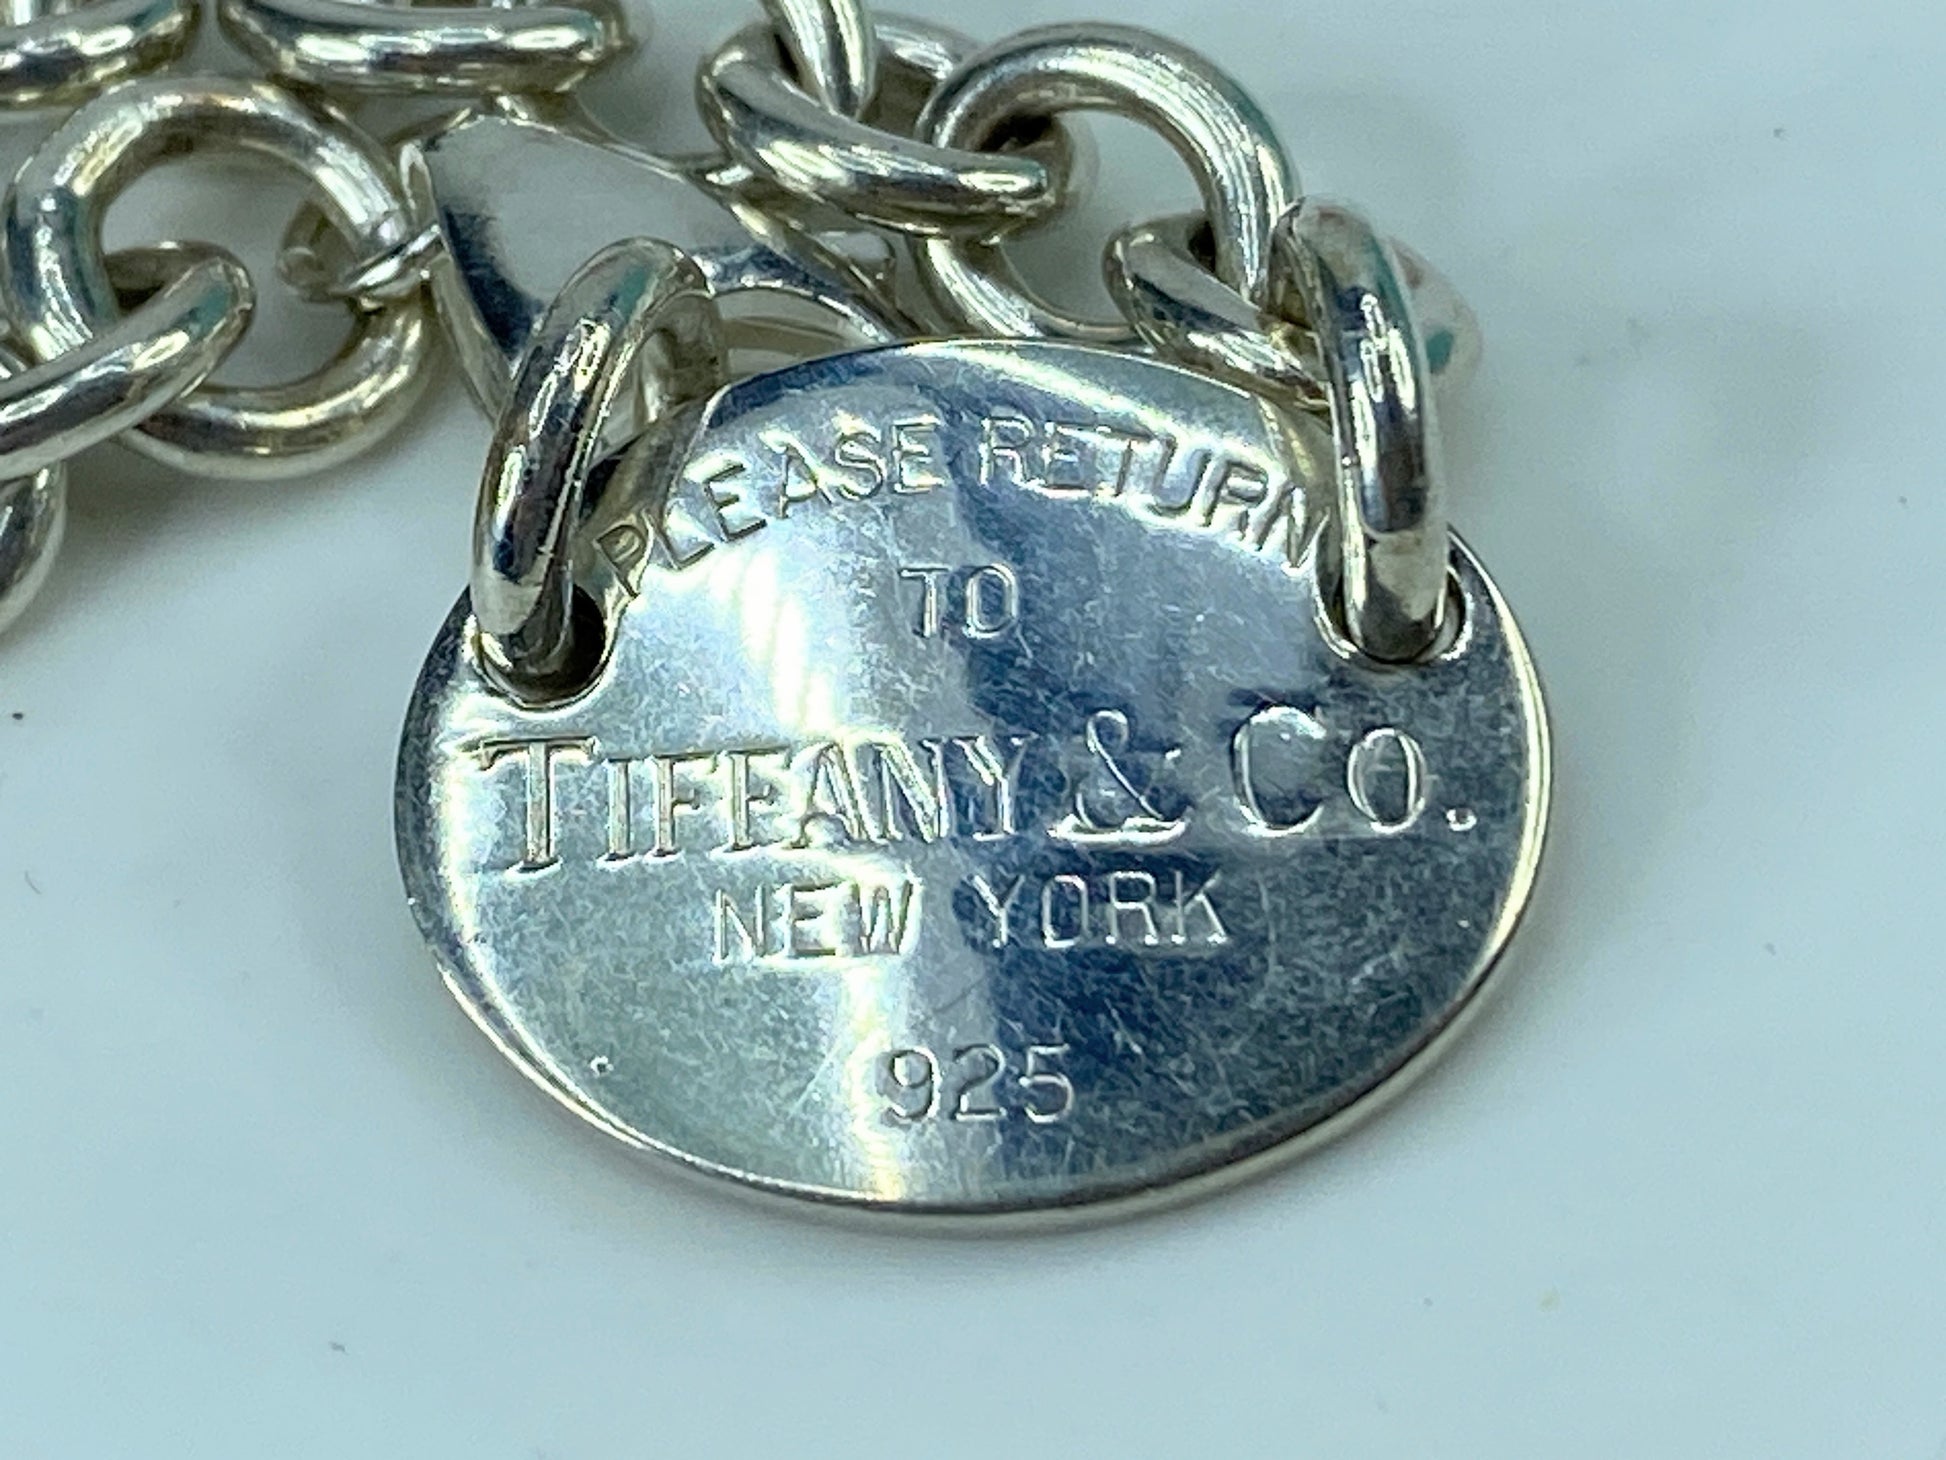 PLEASE RETURN
TO
TIFFANY & CO.
NEW YORK
925